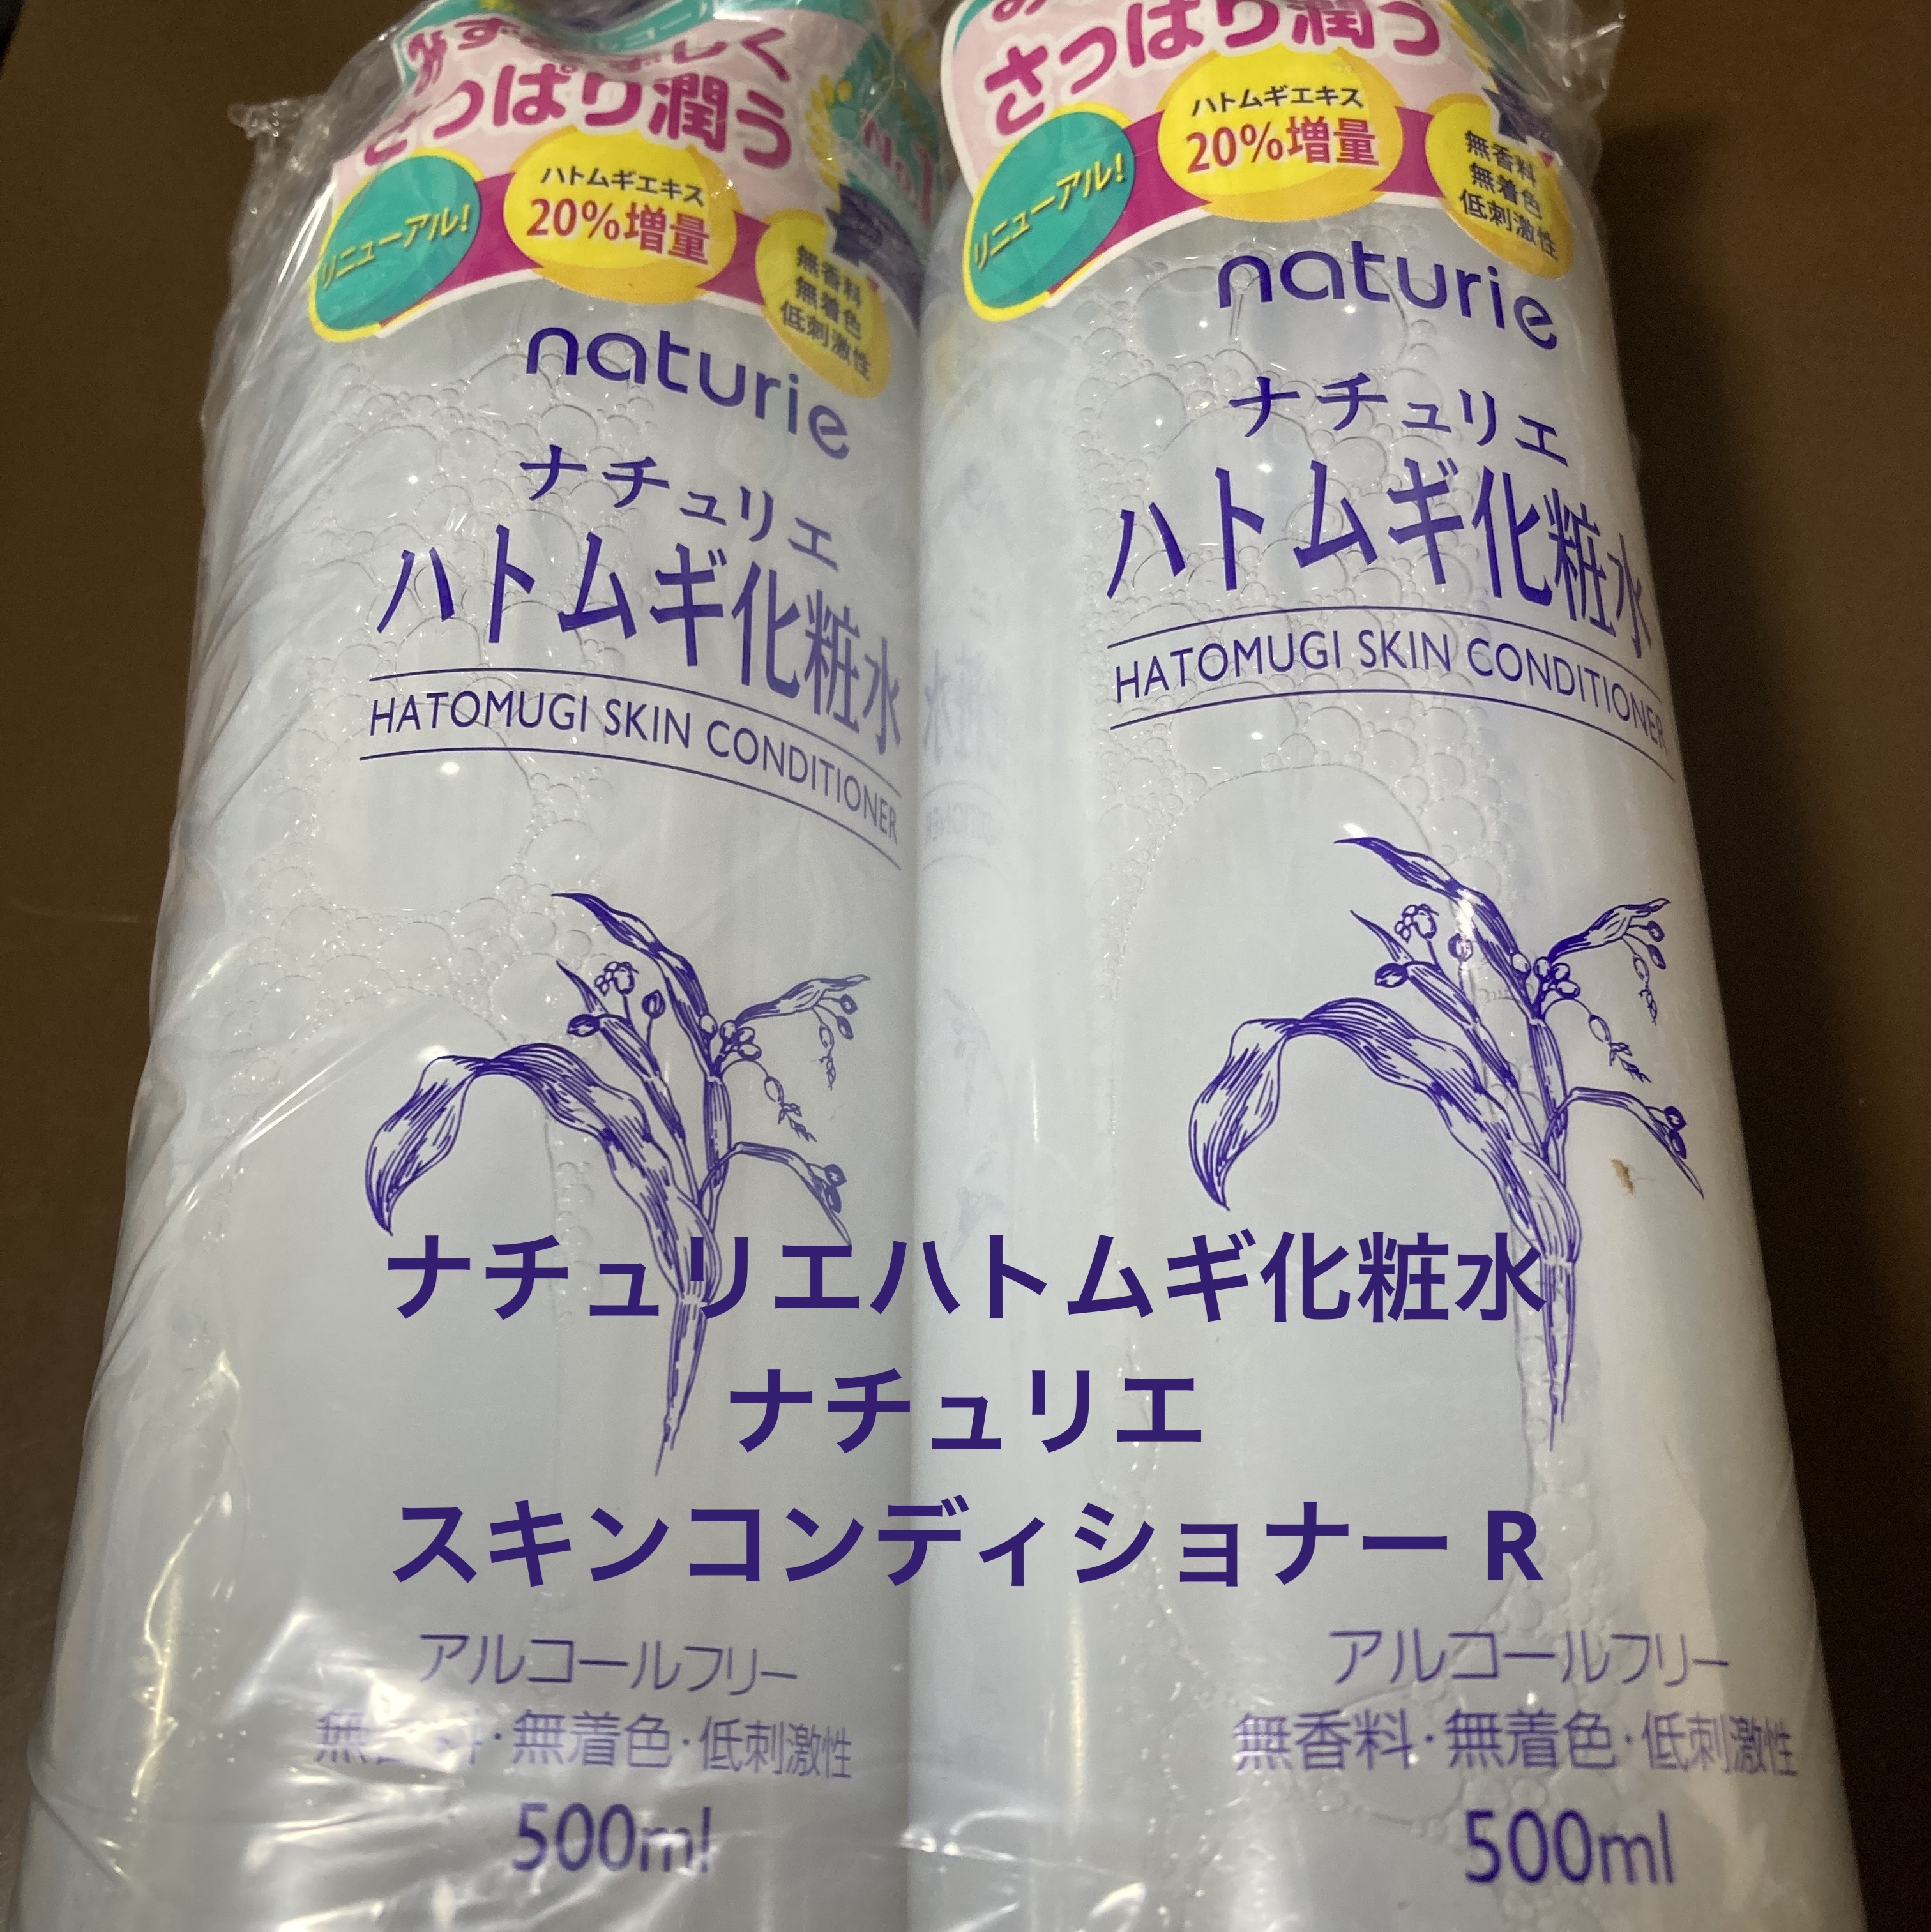 さっぱり潤う
リニューアル!
ハトムギエキス
20%増量
無香料
無着色
低刺激性
naturie
ナチュリエ
ハトムギ化粧水
HATOMUGI SKIN CONDITIONER
さっぱり潤う
リニューアル!
ハトムギエキス
20%増量
無香料
無着色
低刺激性
naturie
ナチュリエ
ハトムギ化粧水
HATOMUGI SKIN CONDITIONER
ナチュリエハトムギ化粧水
ナチュリエ
スキンコンディショナー R
アルコールフリー
無香料・無着色・低刺激性
500ml
アルコールフリー
無香料・無着色・低刺激性
500ml